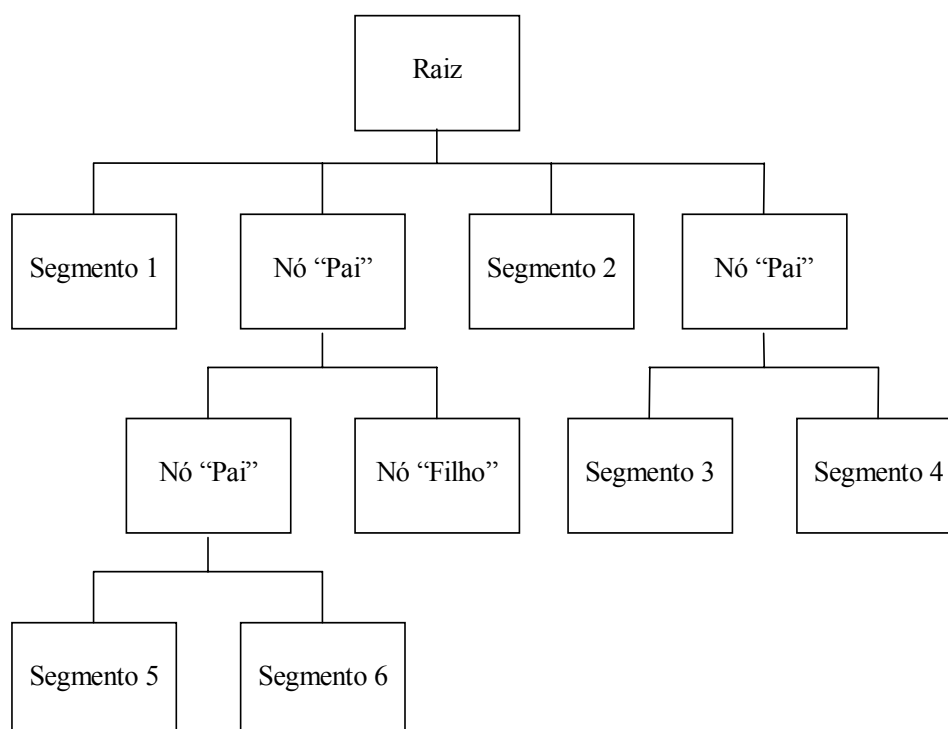 Raiz
Segmento 1
Nó “Pai”
Segmento 2
Nó “Pai”
Nó “Pai”
Nó “Filho”
Segmento 3
Segmento 4
Segmento 5
Segmento 6